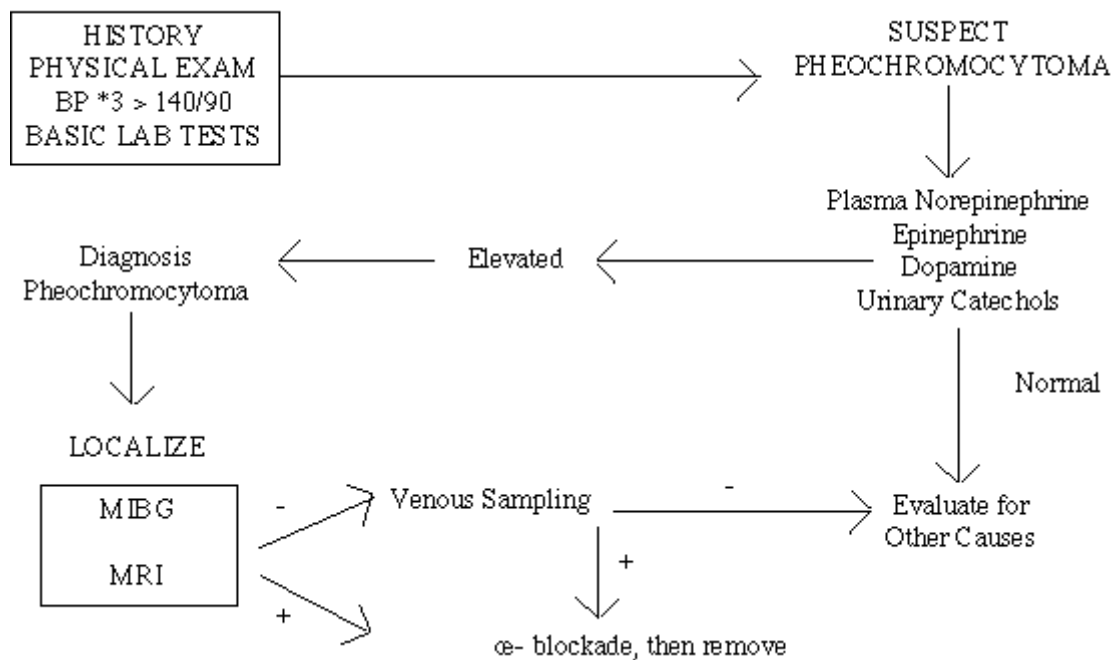 HISTORY
PHYSICAL EXAM
BP *3 > 140/90
BASIC LAB TESTS
SUSPECT
PHEOCHROMOCYTOMA
Plasma Norepinephrine
Epinephrine
Dopamine
Urinary Catechols
Elevated
Diagnosis
Pheochromocytoma
Normal
LOCALIZE
MIBG
MRI
-
+
Venous Sampling
-
+
Evaluate for
Other Causes
œ- blockade, then remove